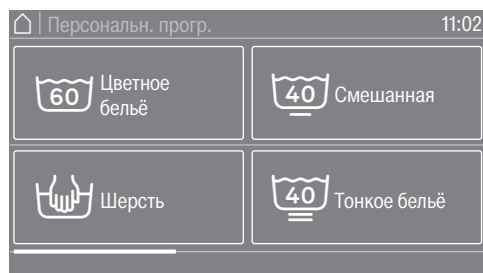 Персональн. прогр.
11:02
60
Цветное
бельё
40
Смешанная
Шерсть
40
Тонкое бельё